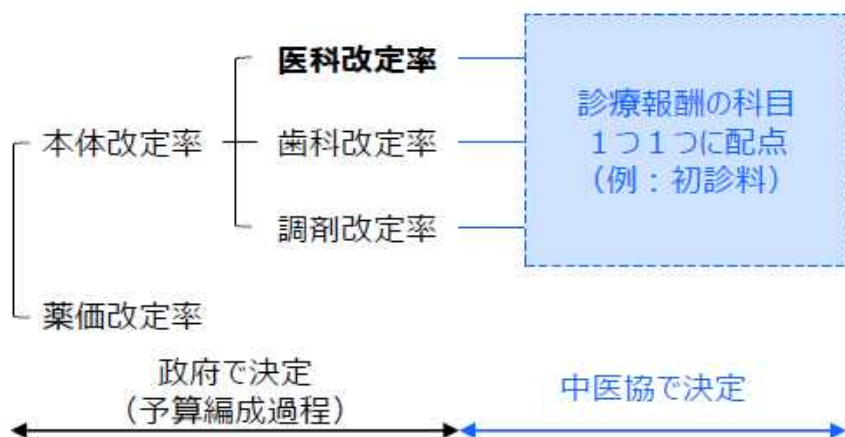 医科改定率
本体改定率
歯科改定率
調剤改定率
薬価改定率
診療報酬の科目
1つ1つに配点
（例：初診料）
政府で決定
（予算編成過程）
中医協で決定